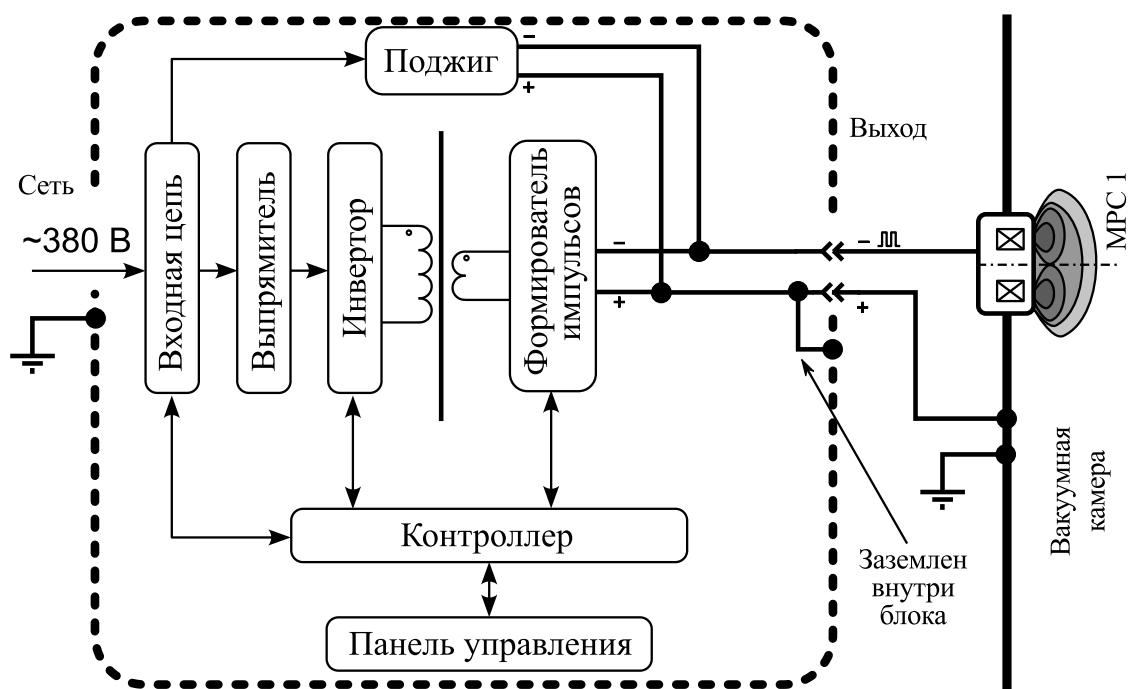 Поджиг
−
+
Выход
Сеть
~380 В
Входная цепь
Выпрямитель
Инвертор
Формирователь
импульсов
−
+
−
+
МРС 1
Вакуумная
камера
Контроллер
Заземлен
внутри
блока
Панель управления